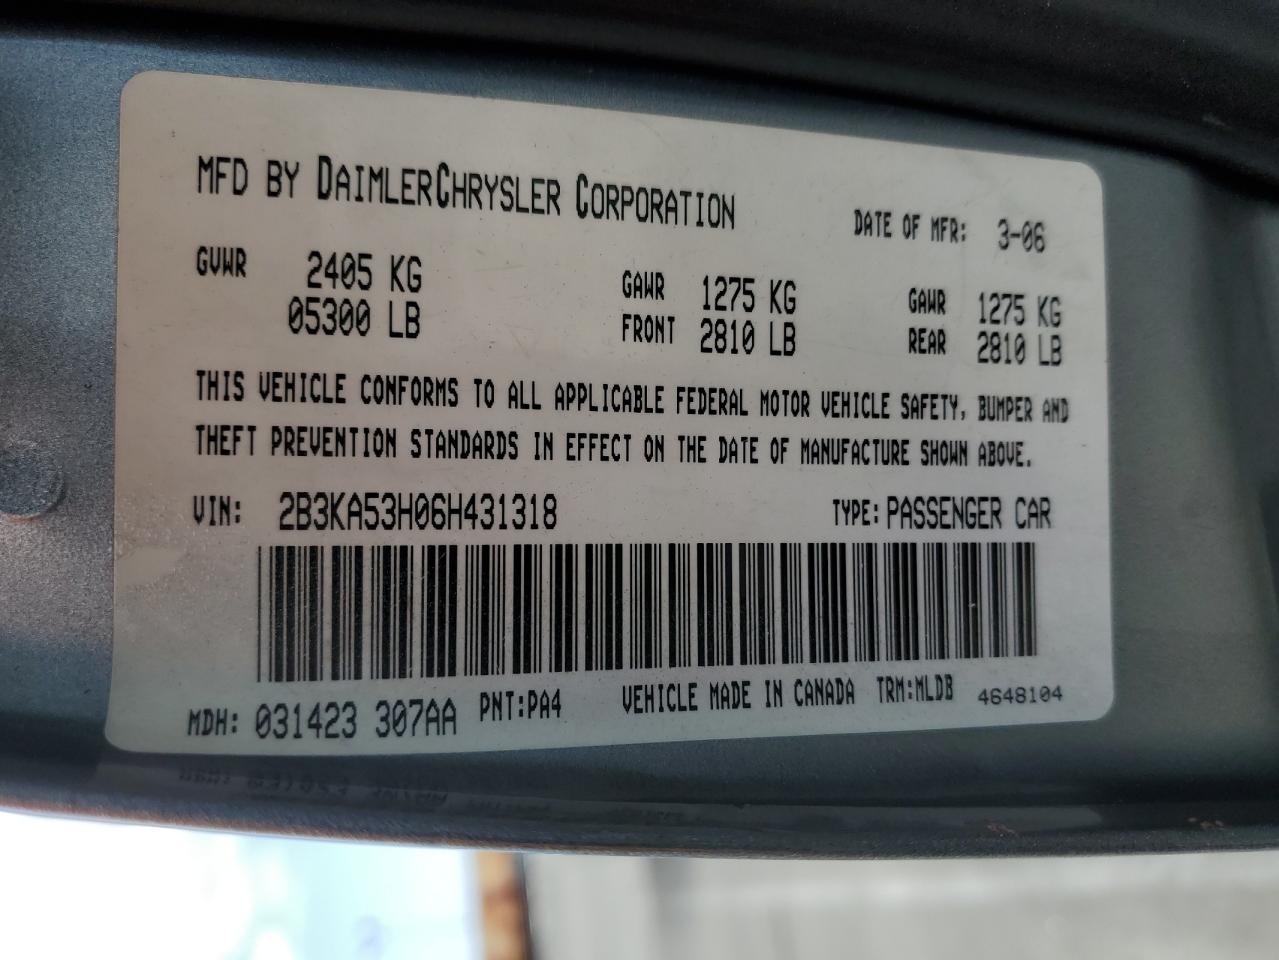 MFD BY DAIMLERCHRYSLER CORPORATION DATE OF MFR: 3-06
GVWR 2405 KG GAWR 1275 KG GAWR 1275 KG
05300 LB FRONT 2810 LB REAR 2810 LB
THIS VEHICLE CONFORMS TO ALL APPLICABLE FEDERAL MOTOR VEHICLE SAFETY, BUMPER AND
THEFT PREVENTION STANDARDS IN EFFECT ON THE DATE OF MANUFACTURE SHOWN ABOVE.
VIN: 2B3KA53H06H431318 TYPE: PASSENGER CAR
MDH: 031423 307AA PNT:PA4 VEHICLE MADE IN CANADA TRM:MLDB 4648104